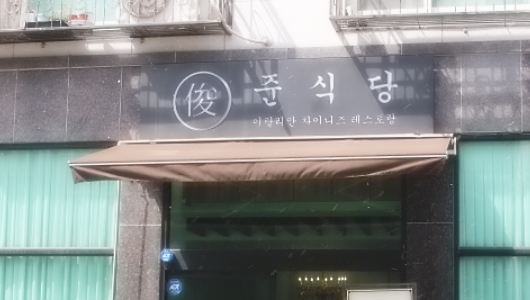 俊 준식당
이탈리안 차이니즈 레스토랑